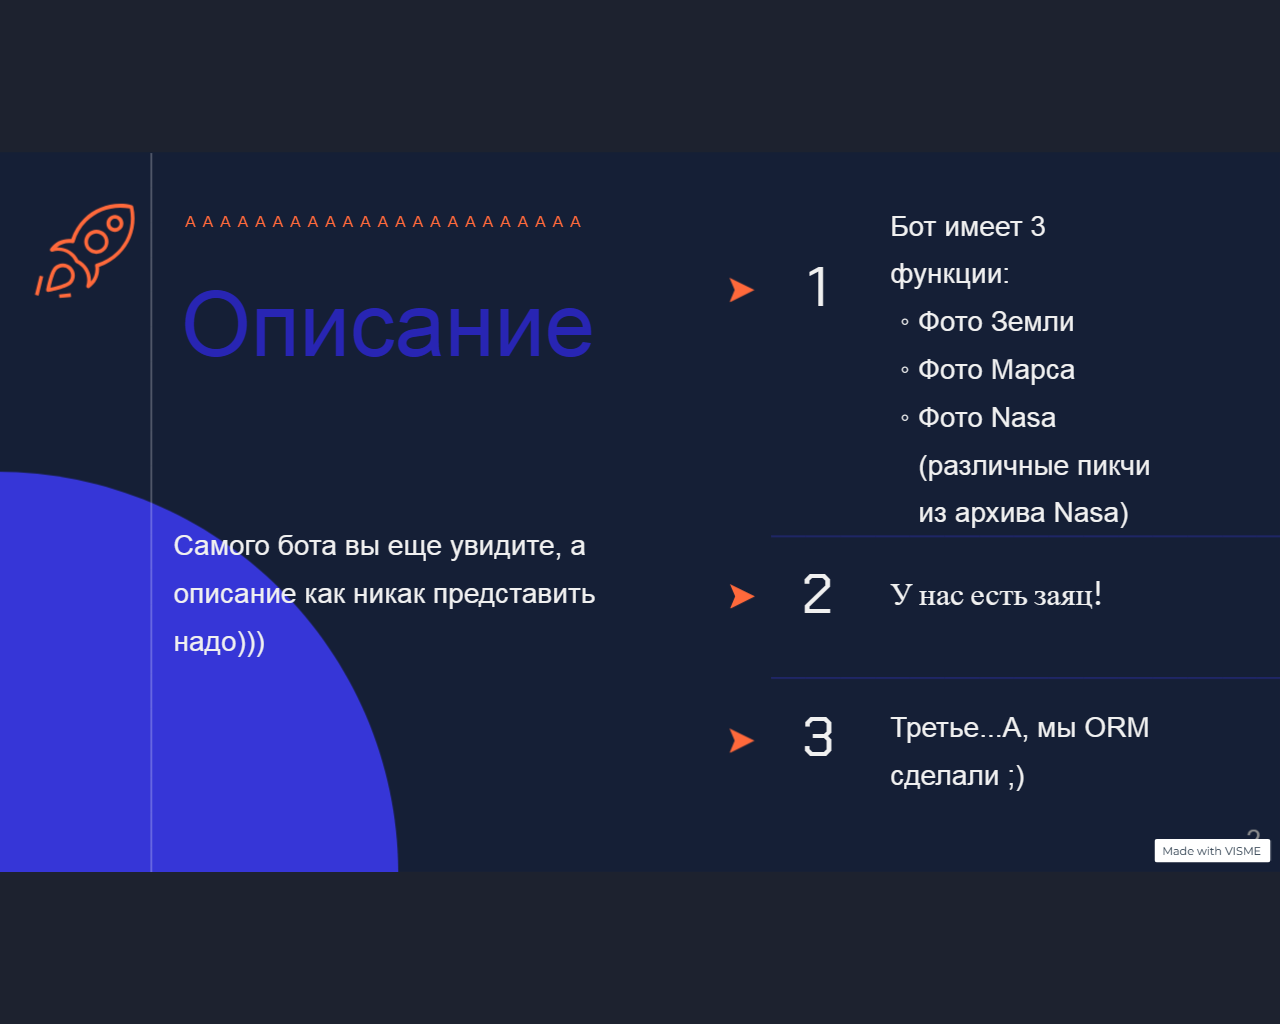 А А А А А А А А А А А А А А А А А А А А А А А
Описание
Самого бота вы еще увидите, а
описание как никак представить
надо)))
1
Бот имеет 3
функции:
◦ Фото Земли
◦ Фото Марса
◦ Фото Nasa
(различные пикчи
из архива Nasa)
2
У нас есть заяц!
3
Третье...А, мы ORM
сделали ;)
2
Made with VISME